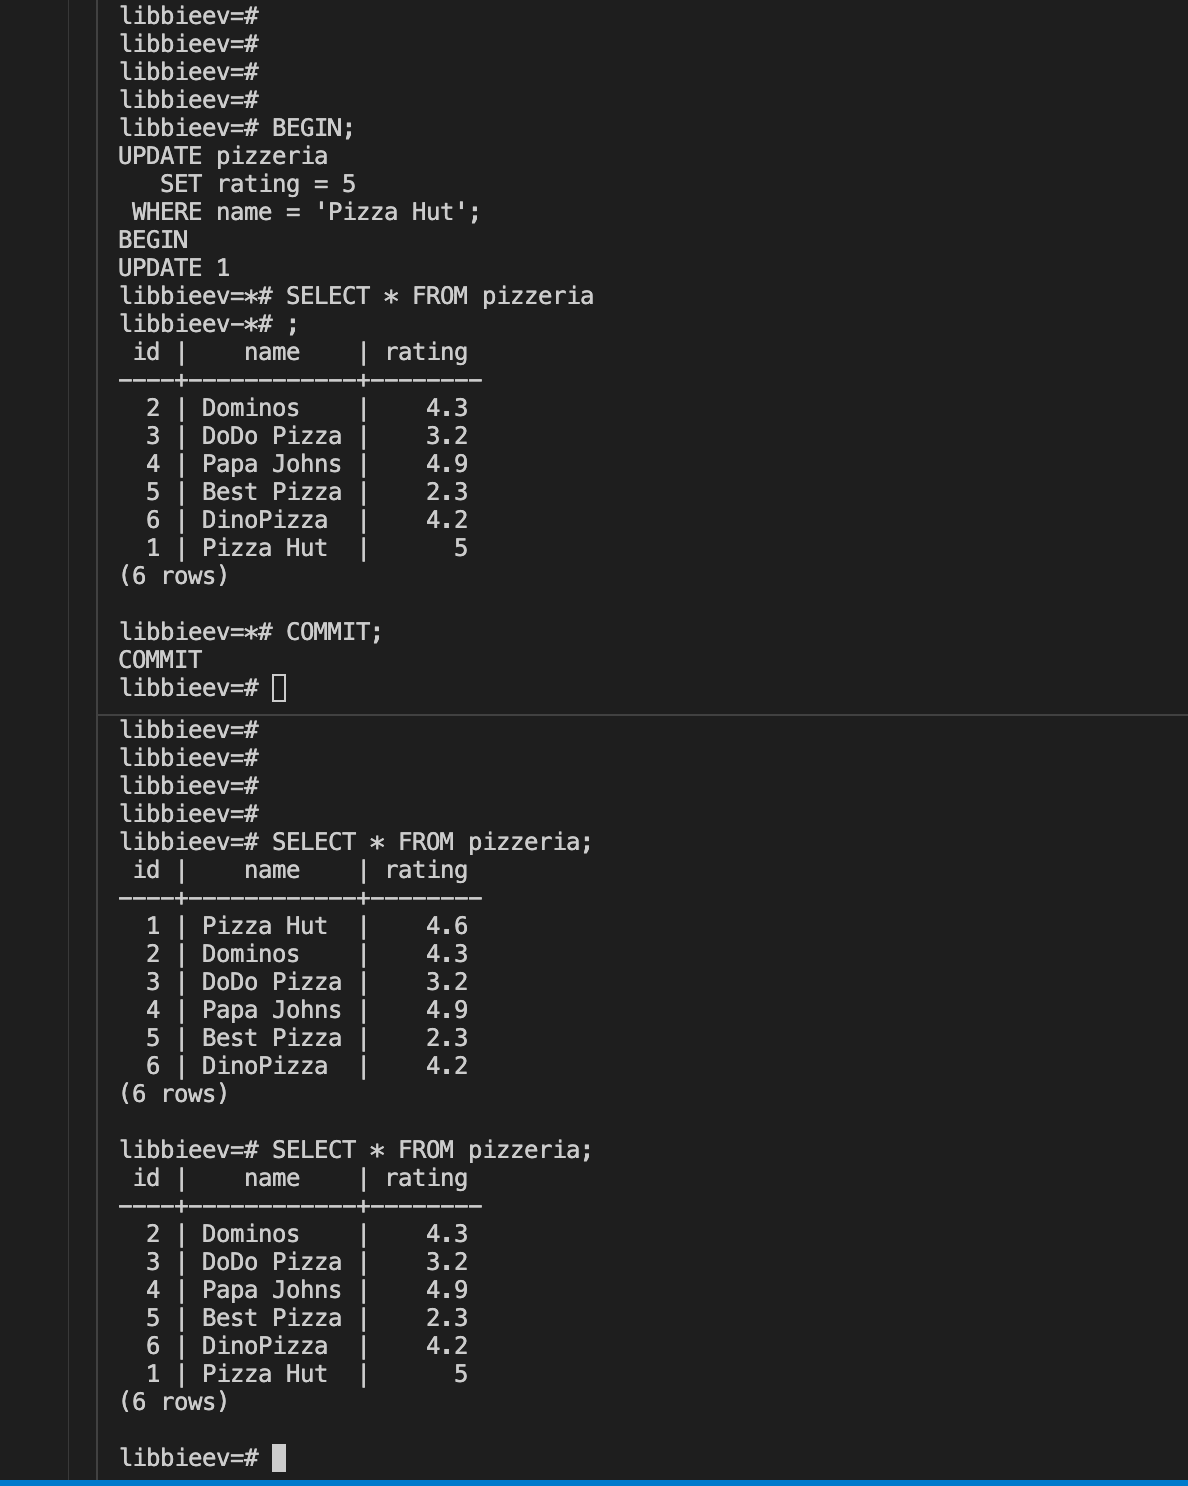 libbieev=#
libbieev=#
libbieev=#
libbieev=#
libbieev=# BEGIN;
UPDATE pizzeria
   SET rating = 5
 WHERE name = 'Pizza Hut';
BEGIN
UPDATE 1
libbieev=*# SELECT * FROM pizzeria
libbieev-*# ;
 id |    name    | rating
----+------------+--------
  2 | Dominos    |    4.3
  3 | DoDo Pizza |    3.2
  4 | Papa Johns |    4.9
  5 | Best Pizza |    2.3
  6 | DinoPizza  |    4.2
  1 | Pizza Hut  |      5
(6 rows)

libbieev=*# COMMIT;
COMMIT
libbieev=#
libbieev=#
libbieev=#
libbieev=#
libbieev=#
libbieev=# SELECT * FROM pizzeria;
 id |    name    | rating
----+------------+--------
  1 | Pizza Hut  |    4.6
  2 | Dominos    |    4.3
  3 | DoDo Pizza |    3.2
  4 | Papa Johns |    4.9
  5 | Best Pizza |    2.3
  6 | DinoPizza  |    4.2
(6 rows)

libbieev=# SELECT * FROM pizzeria;
 id |    name    | rating
----+------------+--------
  2 | Dominos    |    4.3
  3 | DoDo Pizza |    3.2
  4 | Papa Johns |    4.9
  5 | Best Pizza |    2.3
  6 | DinoPizza  |    4.2
  1 | Pizza Hut  |      5
(6 rows)

libbieev=#